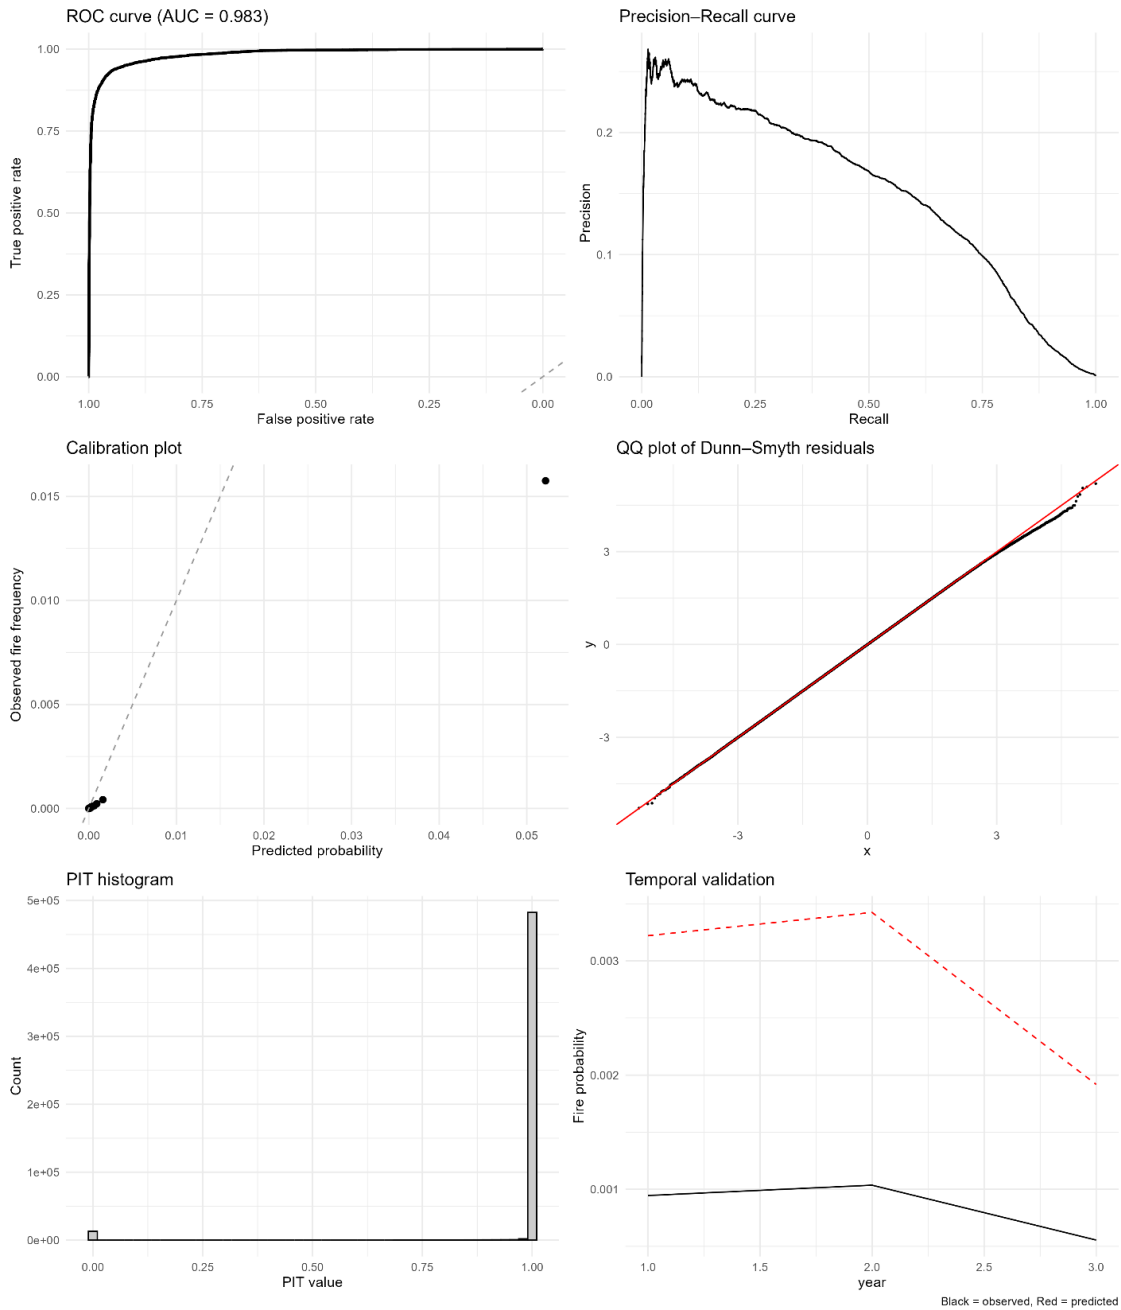 ROC curve (AUC = 0.983)
1.00
0.75
0.50
0.25
0.00
True positive rate
1.00 0.75 0.50 0.25 0.00
False positive rate
Precision–Recall curve
0.2
0.1
0.0
Precision
0.00 0.25 0.50 0.75 1.00
Recall
Calibration plot
0.015
0.010
0.005
0.000
Observed fire frequency
0.00 0.01 0.02 0.03 0.04 0.05
Predicted probability
QQ plot of Dunn–Smyth residuals
3
0
-3
y
-3 0 3
x
PIT histogram
5e+05
4e+05
3e+05
2e+05
1e+05
0e+00
Count
0.00 0.25 0.50 0.75 1.00
PIT value
Temporal validation
0.003
0.002
0.001
Fire probability
1.0 1.5 2.0 2.5 3.0
year
Black = observed, Red = predicted